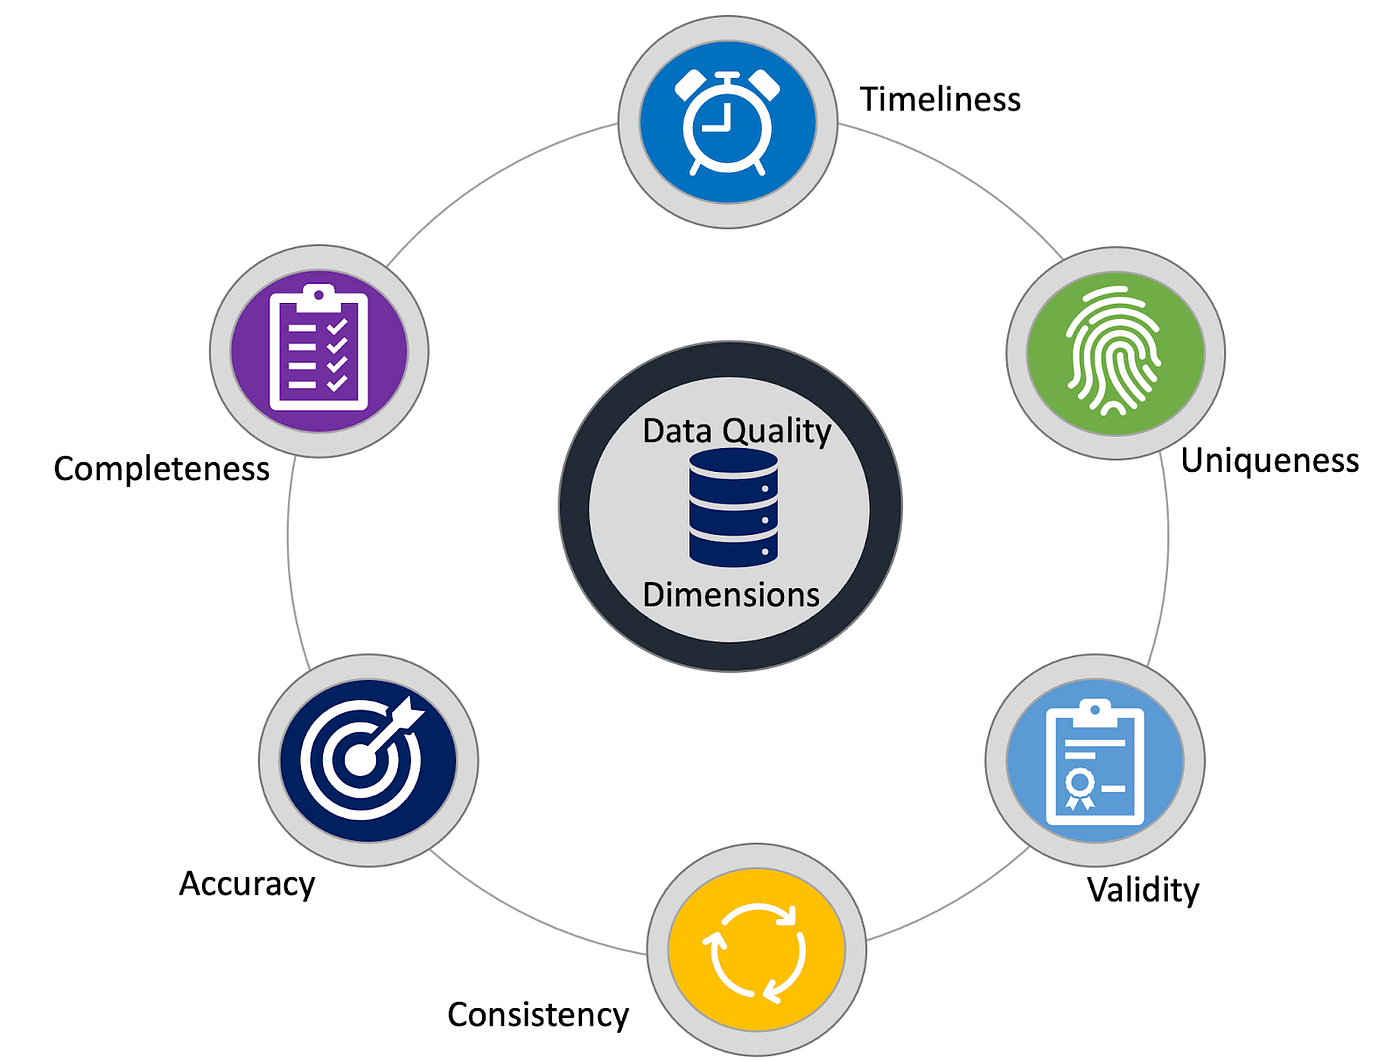 Timeliness
Uniqueness
Data Quality
Dimensions
Completeness
Accuracy
Validity
Consistency